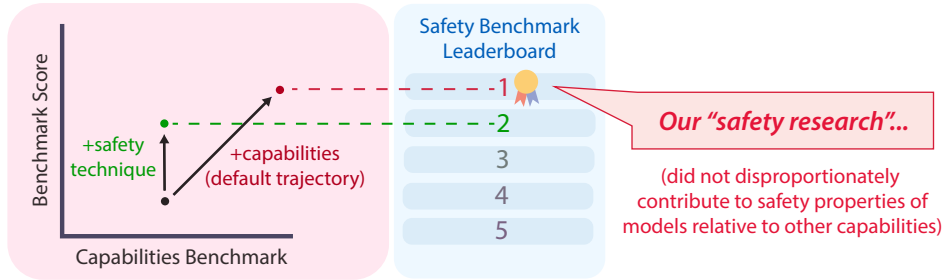 Benchmark Score
+safety
technique
+capabilities
(default trajectory)
Capabilities Benchmark
Safety Benchmark
Leaderboard
1
2
3
4
5
Our “safety research”...
(did not disproportionately
contribute to safety properties of
models relative to other capabilities)